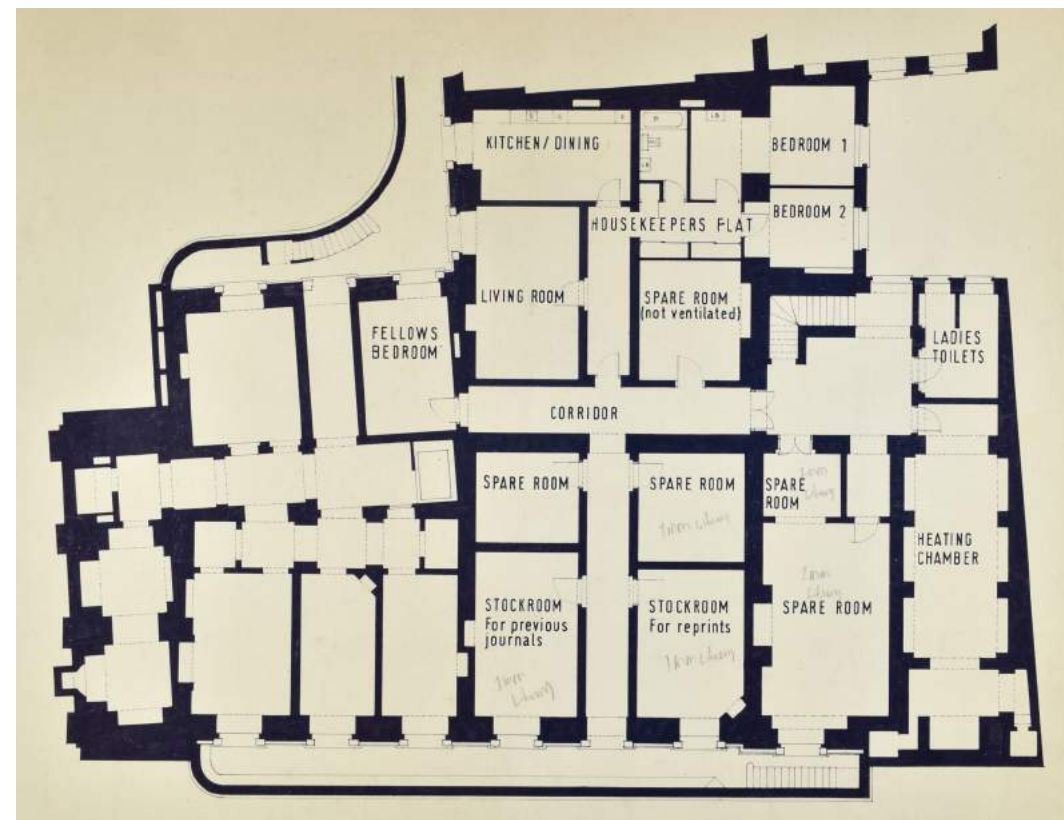 KITCHEN/DINING
BEDROOM 1
BEDROOM 2
HOUSEKEEPERS FLAT
LIVING ROOM
SPARE ROOM
(not ventilated)
FELLOWS
BEDROOM
LADIES
TOILETS
CORRIDOR
SPARE ROOM
SPARE ROOM
SPARE
ROOM
HEATING
CHAMBER
STOCKROOM
For previous
journals
STOCKROOM
For reprints
SPARE ROOM